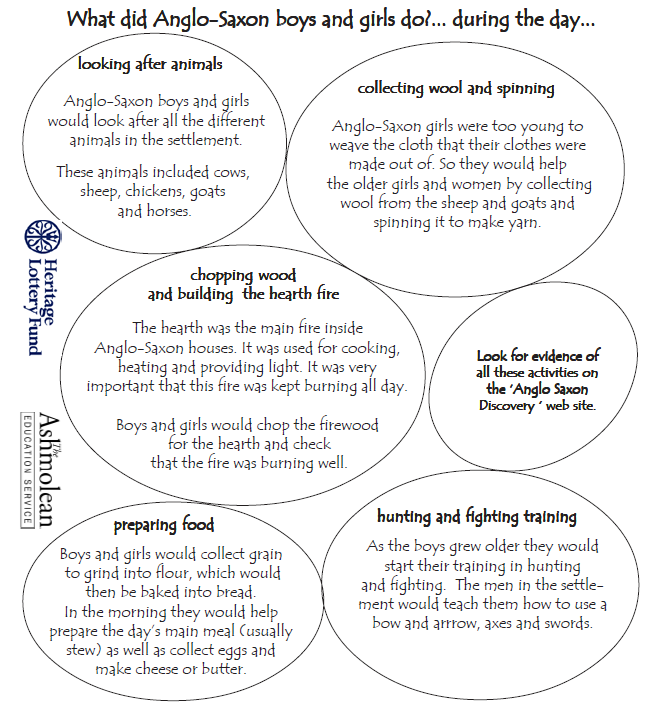 What did Anglo-Saxon boys and girls do?... during the day...
looking after animals
Anglo-Saxon boys and girls
would look after all the different
animals in the settlement.
These animals included cows,
sheep, chickens, goats
and horses.
collecting wool and spinning
Anglo-Saxon girls were too young to
weave the cloth that their clothes were
made out of. So they would help
the older girls and women by collecting
wool from the sheep and goats and
spinning it to make yarn.
Heritage
Lottery Fund
chopping wood
and building the hearth fire
The hearth was the main fire inside
Anglo-Saxon houses. It was used for cooking,
heating and providing light. It was very
important that this fire was kept burning all day.
Boys and girls would chop the firewood
for the hearth and check
that the fire was burning well.
Look for evidence of
all these activities on
the ‘Anglo Saxon
Discovery ’ web site.
The
Ashmolean
EDUCATION SERVICE
preparing food
Boys and girls would collect grain
to grind into flour, which would
then be baked into bread.
In the morning they would help
prepare the day’s main meal (usually
stew) as well as collect eggs and
make cheese or butter.
hunting and fighting training
As the boys grew older they would
start their training in hunting
and fighting. The men in the settle-
ment would teach them how to use a
bow and arrrow, axes and swords.